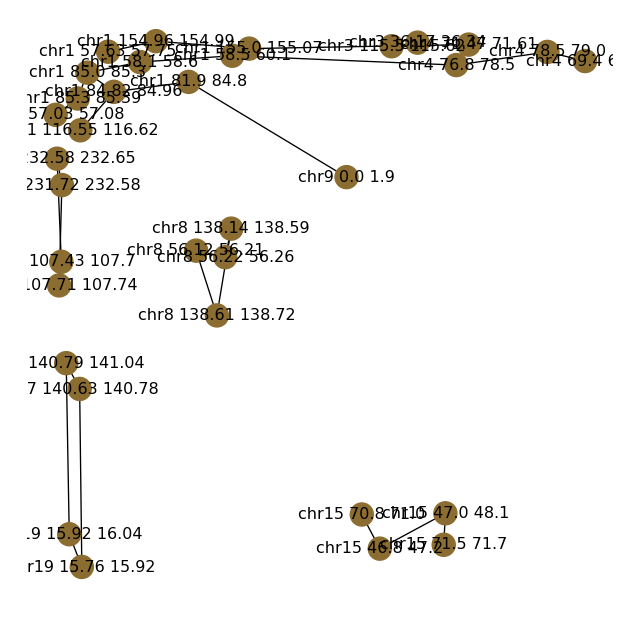 chr1 154.96 154.99
chr1 57.63 57.75
chr1 155.0 155.07
chr1 58.5 60.1
chr1 58.1 58.6
chr1 85.0 85.3
chr1 81.9 84.8
chr1 84.82 84.96
hr1 85.3 85.39
57.03 57.08
1 116.55 116.62
chr3 36.17 36.34
chr3 115.5 115.82
71.61
chr4 78.5 79.0
chr4 76.8 78.5
chr4 69.4 6
232.58 232.65
231.72 232.58
chr9 0.0 1.9
chr8 138.14 138.59
chr8 56.12 56.21
chr8 56.22 56.26
107.43 107.7
107.71 107.74
chr8 138.61 138.72
140.79 141.04
7 140.63 140.78
chr15 70.8 71.0
chr15 47.0 48.1
19 15.92 16.04
chr15 46.8 47.2
chr15 71.5 71.7
r19 15.76 15.92